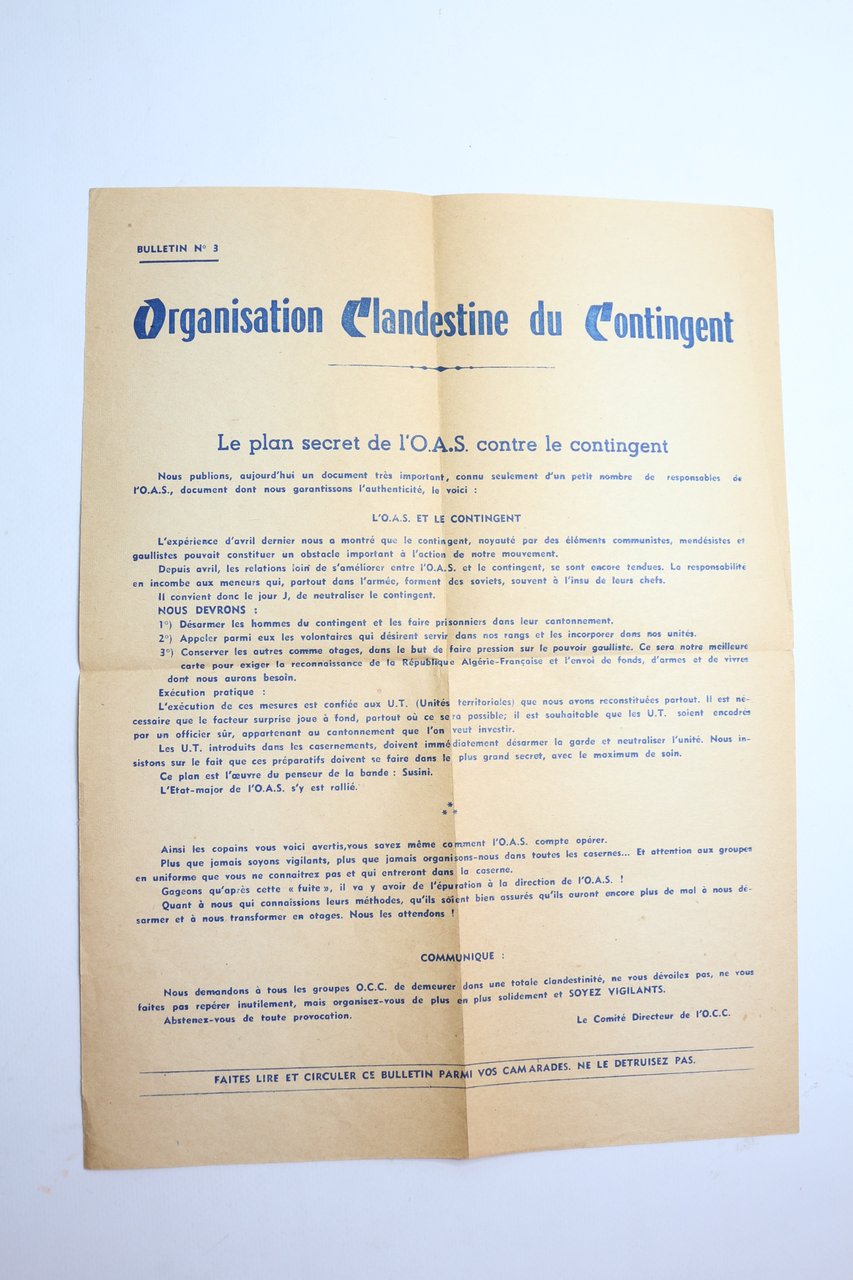 BULLETIN N° 3
Organisation Clandestine du Contingent
Le plan secret de l'O.A.S. contre le contingent
Nous publions, aujourd'hui un document très important, connu seulement d'un petit nombre de responsables de
l'O.A.S., document dont nous garantissons l'authenticité, le voici :
L'O.A.S. ET LE CONTINGENT
L'expérience d'avril dernier nous a montré que le contingent, noyauté par des éléments communistes, mendésistes et
gaullistes pouvait constituer un obstacle important à l'action de notre mouvement.
Depuis avril, les relations loin de s'améliorer entre l'O.A.S. et le contingent, se sont encore tendues. La responsabilité
en incombe aux meneurs qui, partout dans l'armée, forment des soviets, souvent à l'insu de leurs chefs.
Il convient donc le jour J, de neutraliser le contingent.
NOUS DEVRONS :
1°) Désarmer les hommes du contingent et les faire prisonniers dans leur cantonnement.
2°) Appeler parmi eux les volontaires qui désirent servir dans nos rangs et les incorporer dans nos unités.
3°) Conserver les autres comme otages, dans le but de faire pression sur le pouvoir gaulliste. Ce sera notre meilleure
carte pour exiger la reconnaissance de la République Algérie-Française et l'envoi de fonds, d'armes et de vivres
dont nous aurons besoin.
Exécution pratique :
L'exécution de ces mesures est confiée aux U.T. (Unités territoriales) que nous avons reconstituées partout. Il est né-
cessaire que le facteur surprise joue à fond, partout où ce sera possible; il est souhaitable que les U.T. soient encadrés
par un officier sûr, appartenant au cantonnement que l'on veut investir.
Les U.T. introduits dans les casernements, doivent immédiatement désarmer la garde et neutraliser l'unité. Nous in-
sistons sur le fait que ces préparatifs doivent se faire dans le plus grand secret, avec le maximum de soin.
Ce plan est l'œuvre du penseur de la bande : Susini.
L'Etat-major de l'O.A.S. s'y est rallié.
***
Ainsi les copains vous voici avertis,vous savez même comment l'O.A.S. compte opérer.
Plus que jamais soyons vigilants, plus que jamais organisons-nous dans toutes les casernes... Et attention aux groupes
en uniforme que vous ne connaitrez pas et qui entreront dans la caserne.
Gageons qu'après cette « fuite », il va y avoir de l'épuration à la direction de l'O.A.S. !
Quant à nous qui connaissions leurs méthodes, qu'ils soient bien assurés qu'ils auront encore plus de mal à nous dé-
sarmer et à nous transformer en otages. Nous les attendons !
COMMUNIQUE :
Nous demandons à tous les groupes O.C.C. de demeurer dans une totale clandestinité, ne vous dévoilez pas, ne vous
faites pas repérer inutilement, mais organisez-vous de plus en plus solidement et SOYEZ VIGILANTS.
Abstenez-vous de toute provocation.
Le Comité Directeur de l'O.C.C.
FAITES LIRE ET CIRCULER CE BULLETIN PARMI VOS CAMARADES. NE LE DETRUISEZ PAS.